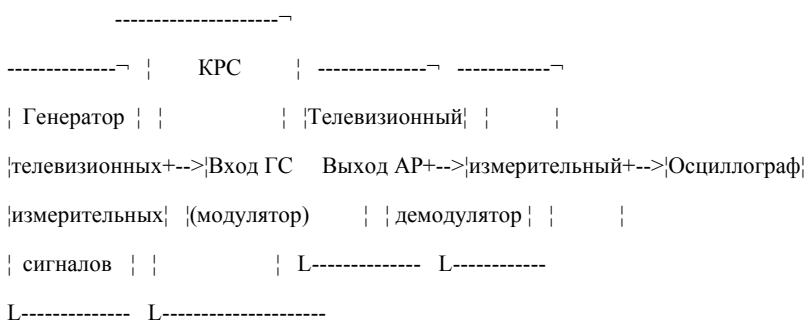 ---------------------¬
--------------¬ ¦ КРС ¦ --------------¬ ------------¬
¦ Генератор ¦ ¦ ¦ ¦Телевизионный¦ ¦ ¦
¦телевизионных+-->¦Вход ГС Выход АР+-->¦измерительный+-->¦Осциллограф¦
¦измерительных¦ ¦(модулятор) ¦ ¦ демодулятор ¦ ¦ ¦
¦ сигналов ¦ ¦ ¦ L-------------- L------------
L-------------- L---------------------